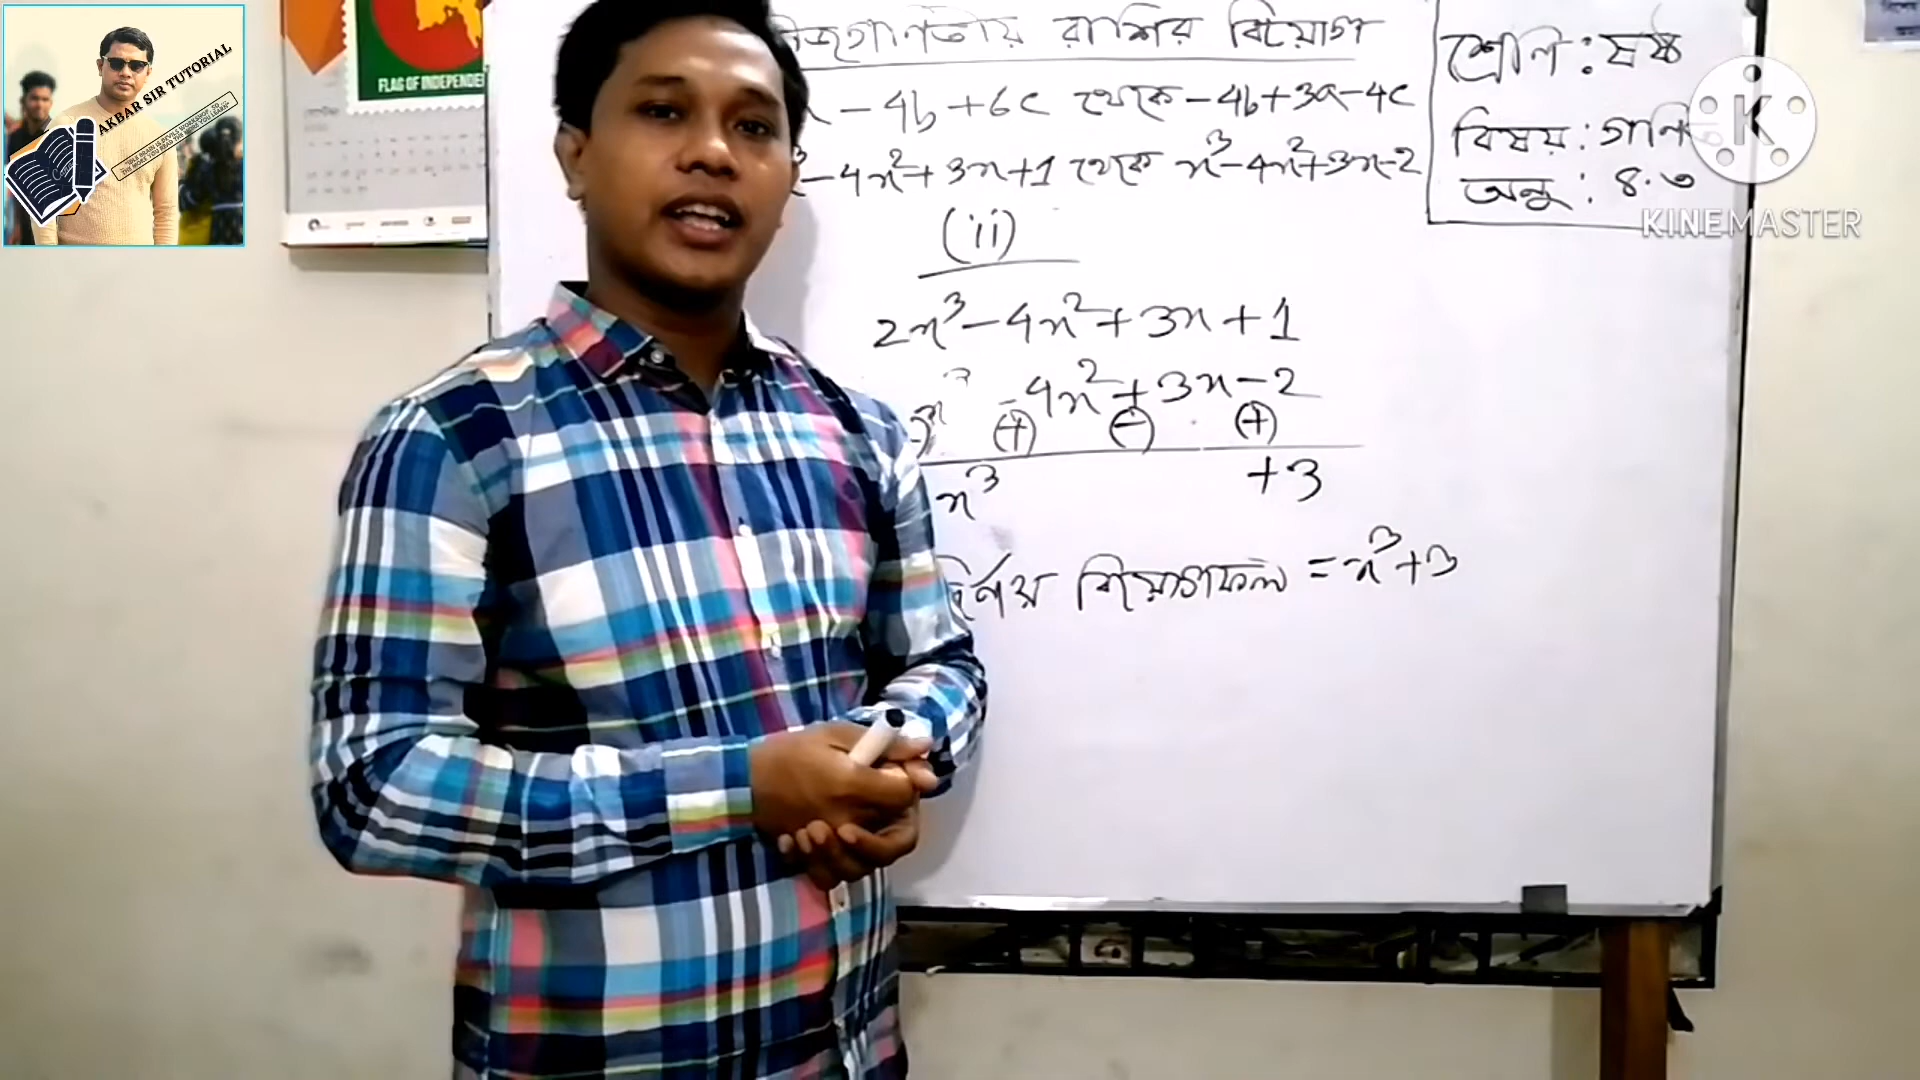 AKBAR SIR TUTORIAL
FLAG OF INDEPENDEN
বীজগাণিতীয় রাশির বিয়োগ
- 4b + 6c থেকে - 4b + 3a - 4c
- 4x² + 3x + 1 থেকে x³ - 4x² + 3x - 2
(ii)
2x³ - 4x² + 3x + 1
x³ - 4x² + 3x - 2
(-) (+) (-) (+)
x³ + 3
নির্ণেয় বিয়োগফল = x³ + 3
শ্রেণি : ষষ্ঠ
বিষয় : গণি
অনু : ৪.৩
K
KINEMASTER